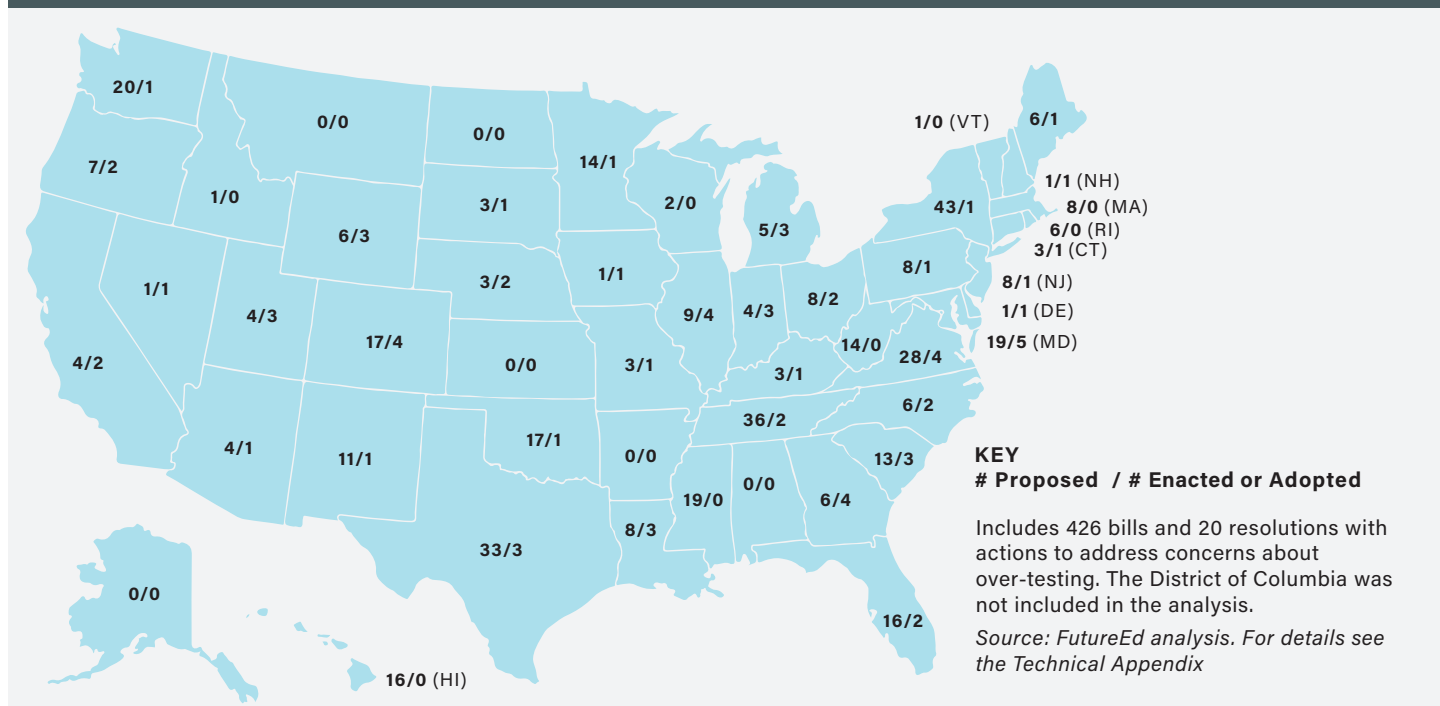 20/1
0/0
0/0
14/1
1/0 (VT)
6/1
7/2
1/0
3/1
2/0
5/3
43/1
1/1 (NH)
8/0 (MA)
6/0 (RI)
3/1 (CT)
6/3
1/1
3/2
1/1
8/1
8/1 (NJ)
4/3
9/4
4/3
8/2
1/1 (DE)
17/4
14/0
28/4
19/5 (MD)
4/2
0/0
3/1
3/1
6/2
36/2
4/1
11/1
17/1
0/0
13/3
19/0
0/0
6/4
33/3
8/3
0/0
16/2
16/0 (HI)
KEY
# Proposed / # Enacted or Adopted
Includes 426 bills and 20 resolutions with
actions to address concerns about
over-testing. The District of Columbia was
not included in the analysis.
Source: FutureEd analysis. For details see
the Technical Appendix